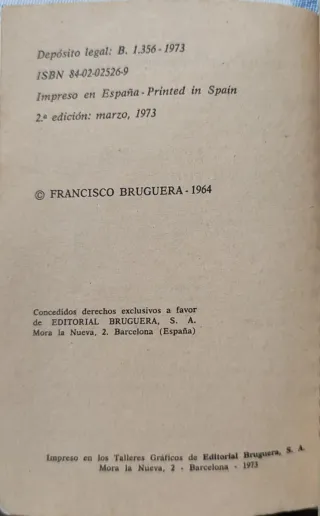 Depósito legal: B. 1.356 - 1973
ISBN 84-02-02526-9
Impreso en España - Printed in Spain
2.ª edición: marzo, 1973
© FRANCISCO BRUGUERA - 1964
Concedidos derechos exclusivos a favor
de EDITORIAL BRUGUERA, S. A.
Mora la Nueva, 2. Barcelona (España)
Impreso en los Talleres Gráficos de Editorial Bruguera, S. A.
Mora la Nueva, 2 - Barcelona - 1973